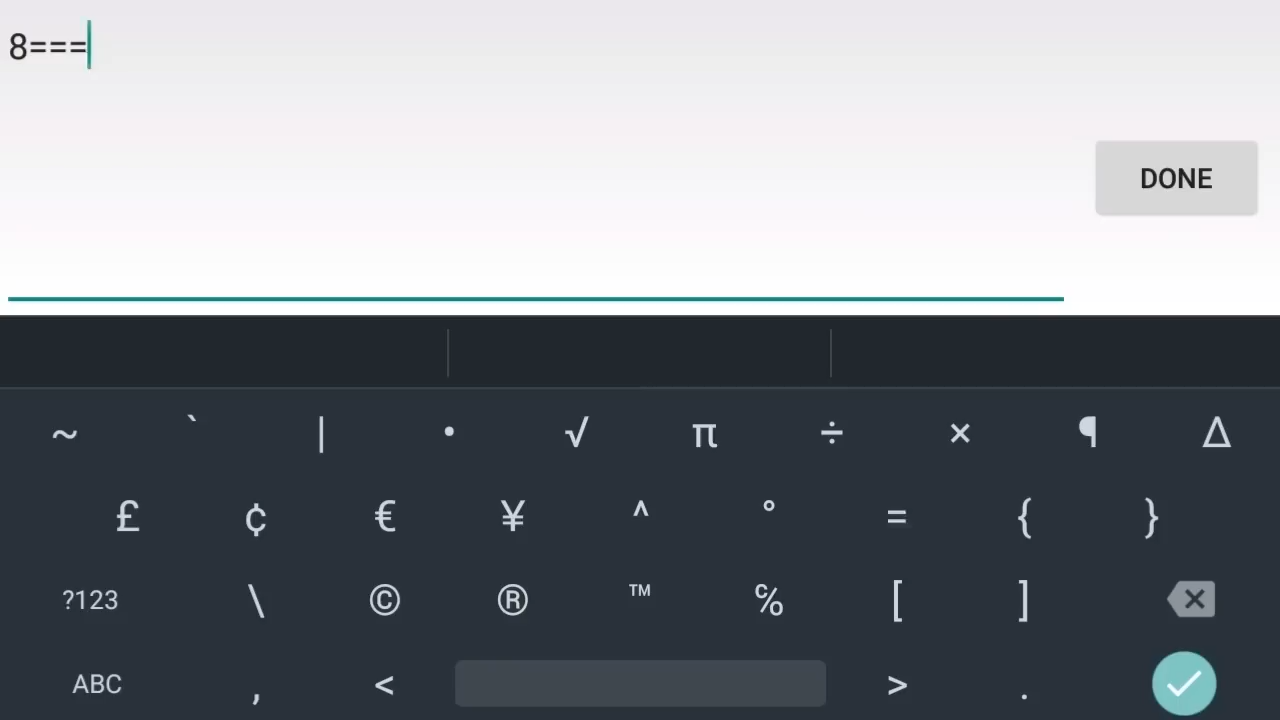 8===
DONE
~ ` | • √ π ÷ × ¶ Δ
£ ¢ € ¥ ^ ° = { }
?123 \ © ® ™ ℅ [ ]
ABC , < > .